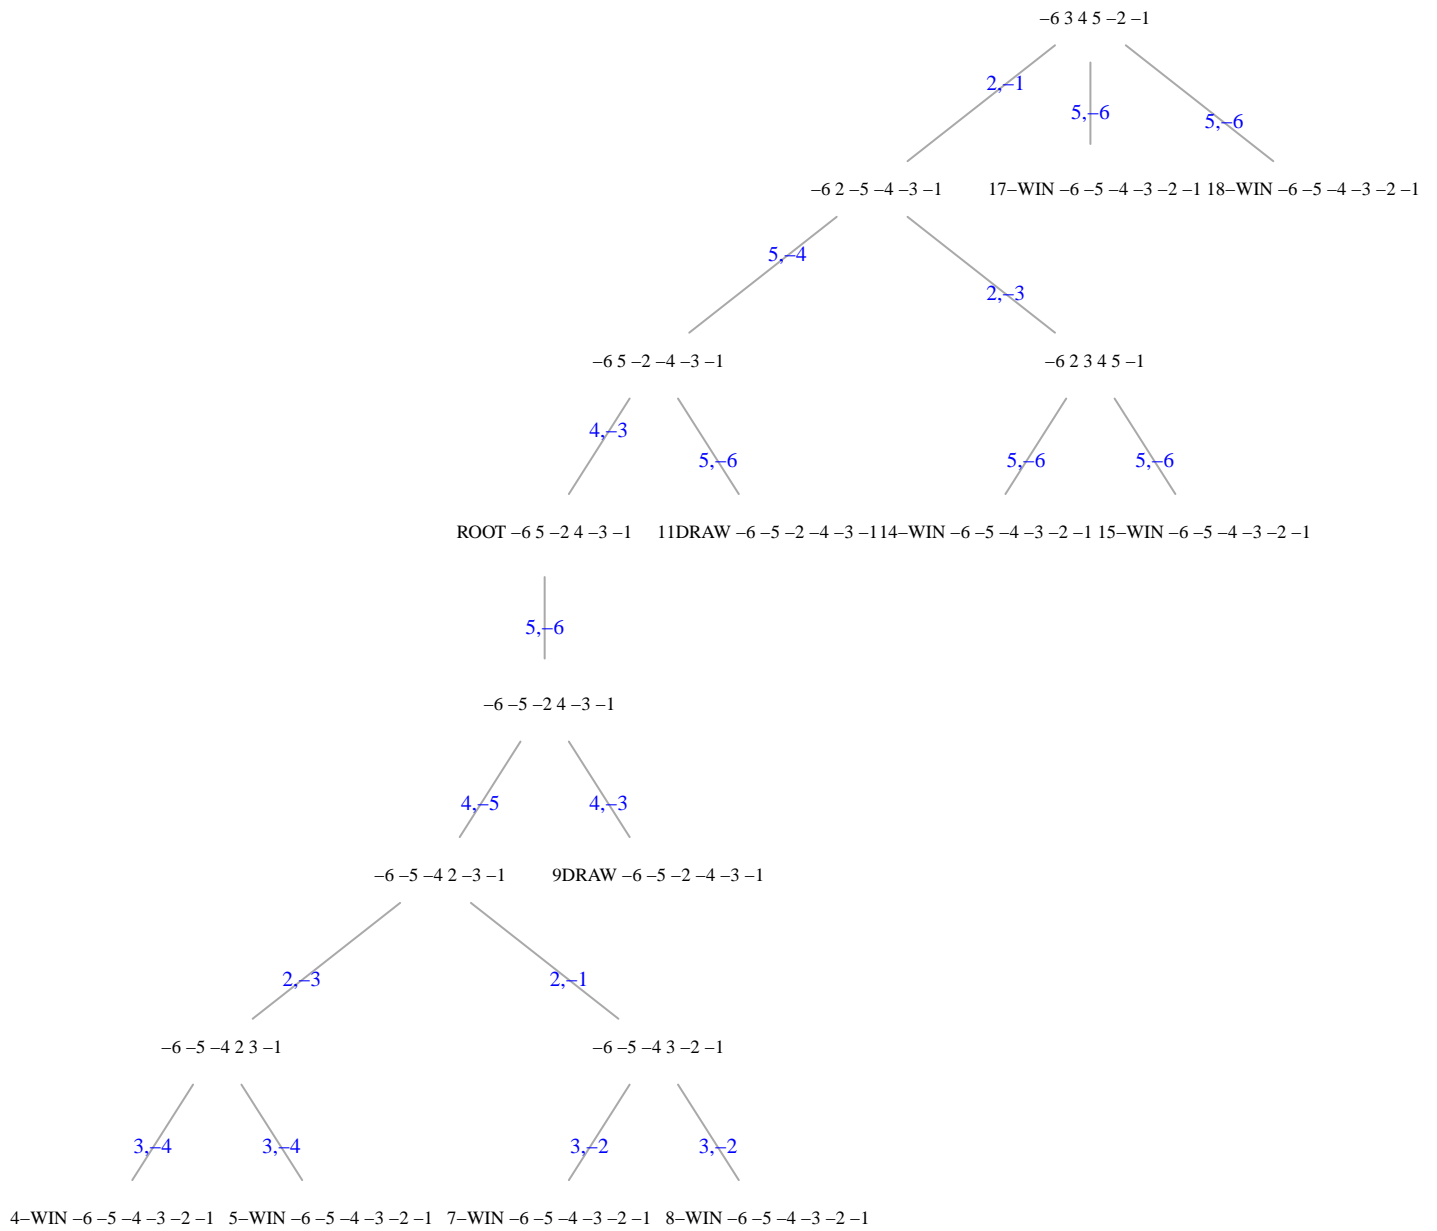 –6 3 4 5 –2 –1
2,–1
5,–6
5,–6
–6 2 –5 –4 –3 –1
17–WIN –6 –5 –4 –3 –2 –1
18–WIN –6 –5 –4 –3 –2 –1
5,–4
2,–3
–6 5 –2 –4 –3 –1
–6 2 3 4 5 –1
4,–3
5,–6
5,–6
5,–6
ROOT –6 5 –2 4 –3 –1
11DRAW –6 –5 –2 –4 –3 –1
14–WIN –6 –5 –4 –3 –2 –1
15–WIN –6 –5 –4 –3 –2 –1
5,–6
–6 –5 –2 4 –3 –1
4,–5
4,–3
–6 –5 –4 2 –3 –1
9DRAW –6 –5 –2 –4 –3 –1
2,–3
2,–1
–6 –5 –4 2 3 –1
–6 –5 –4 3 –2 –1
3,–4
3,–4
3,–2
3,–2
4–WIN –6 –5 –4 –3 –2 –1
5–WIN –6 –5 –4 –3 –2 –1
7–WIN –6 –5 –4 –3 –2 –1
8–WIN –6 –5 –4 –3 –2 –1